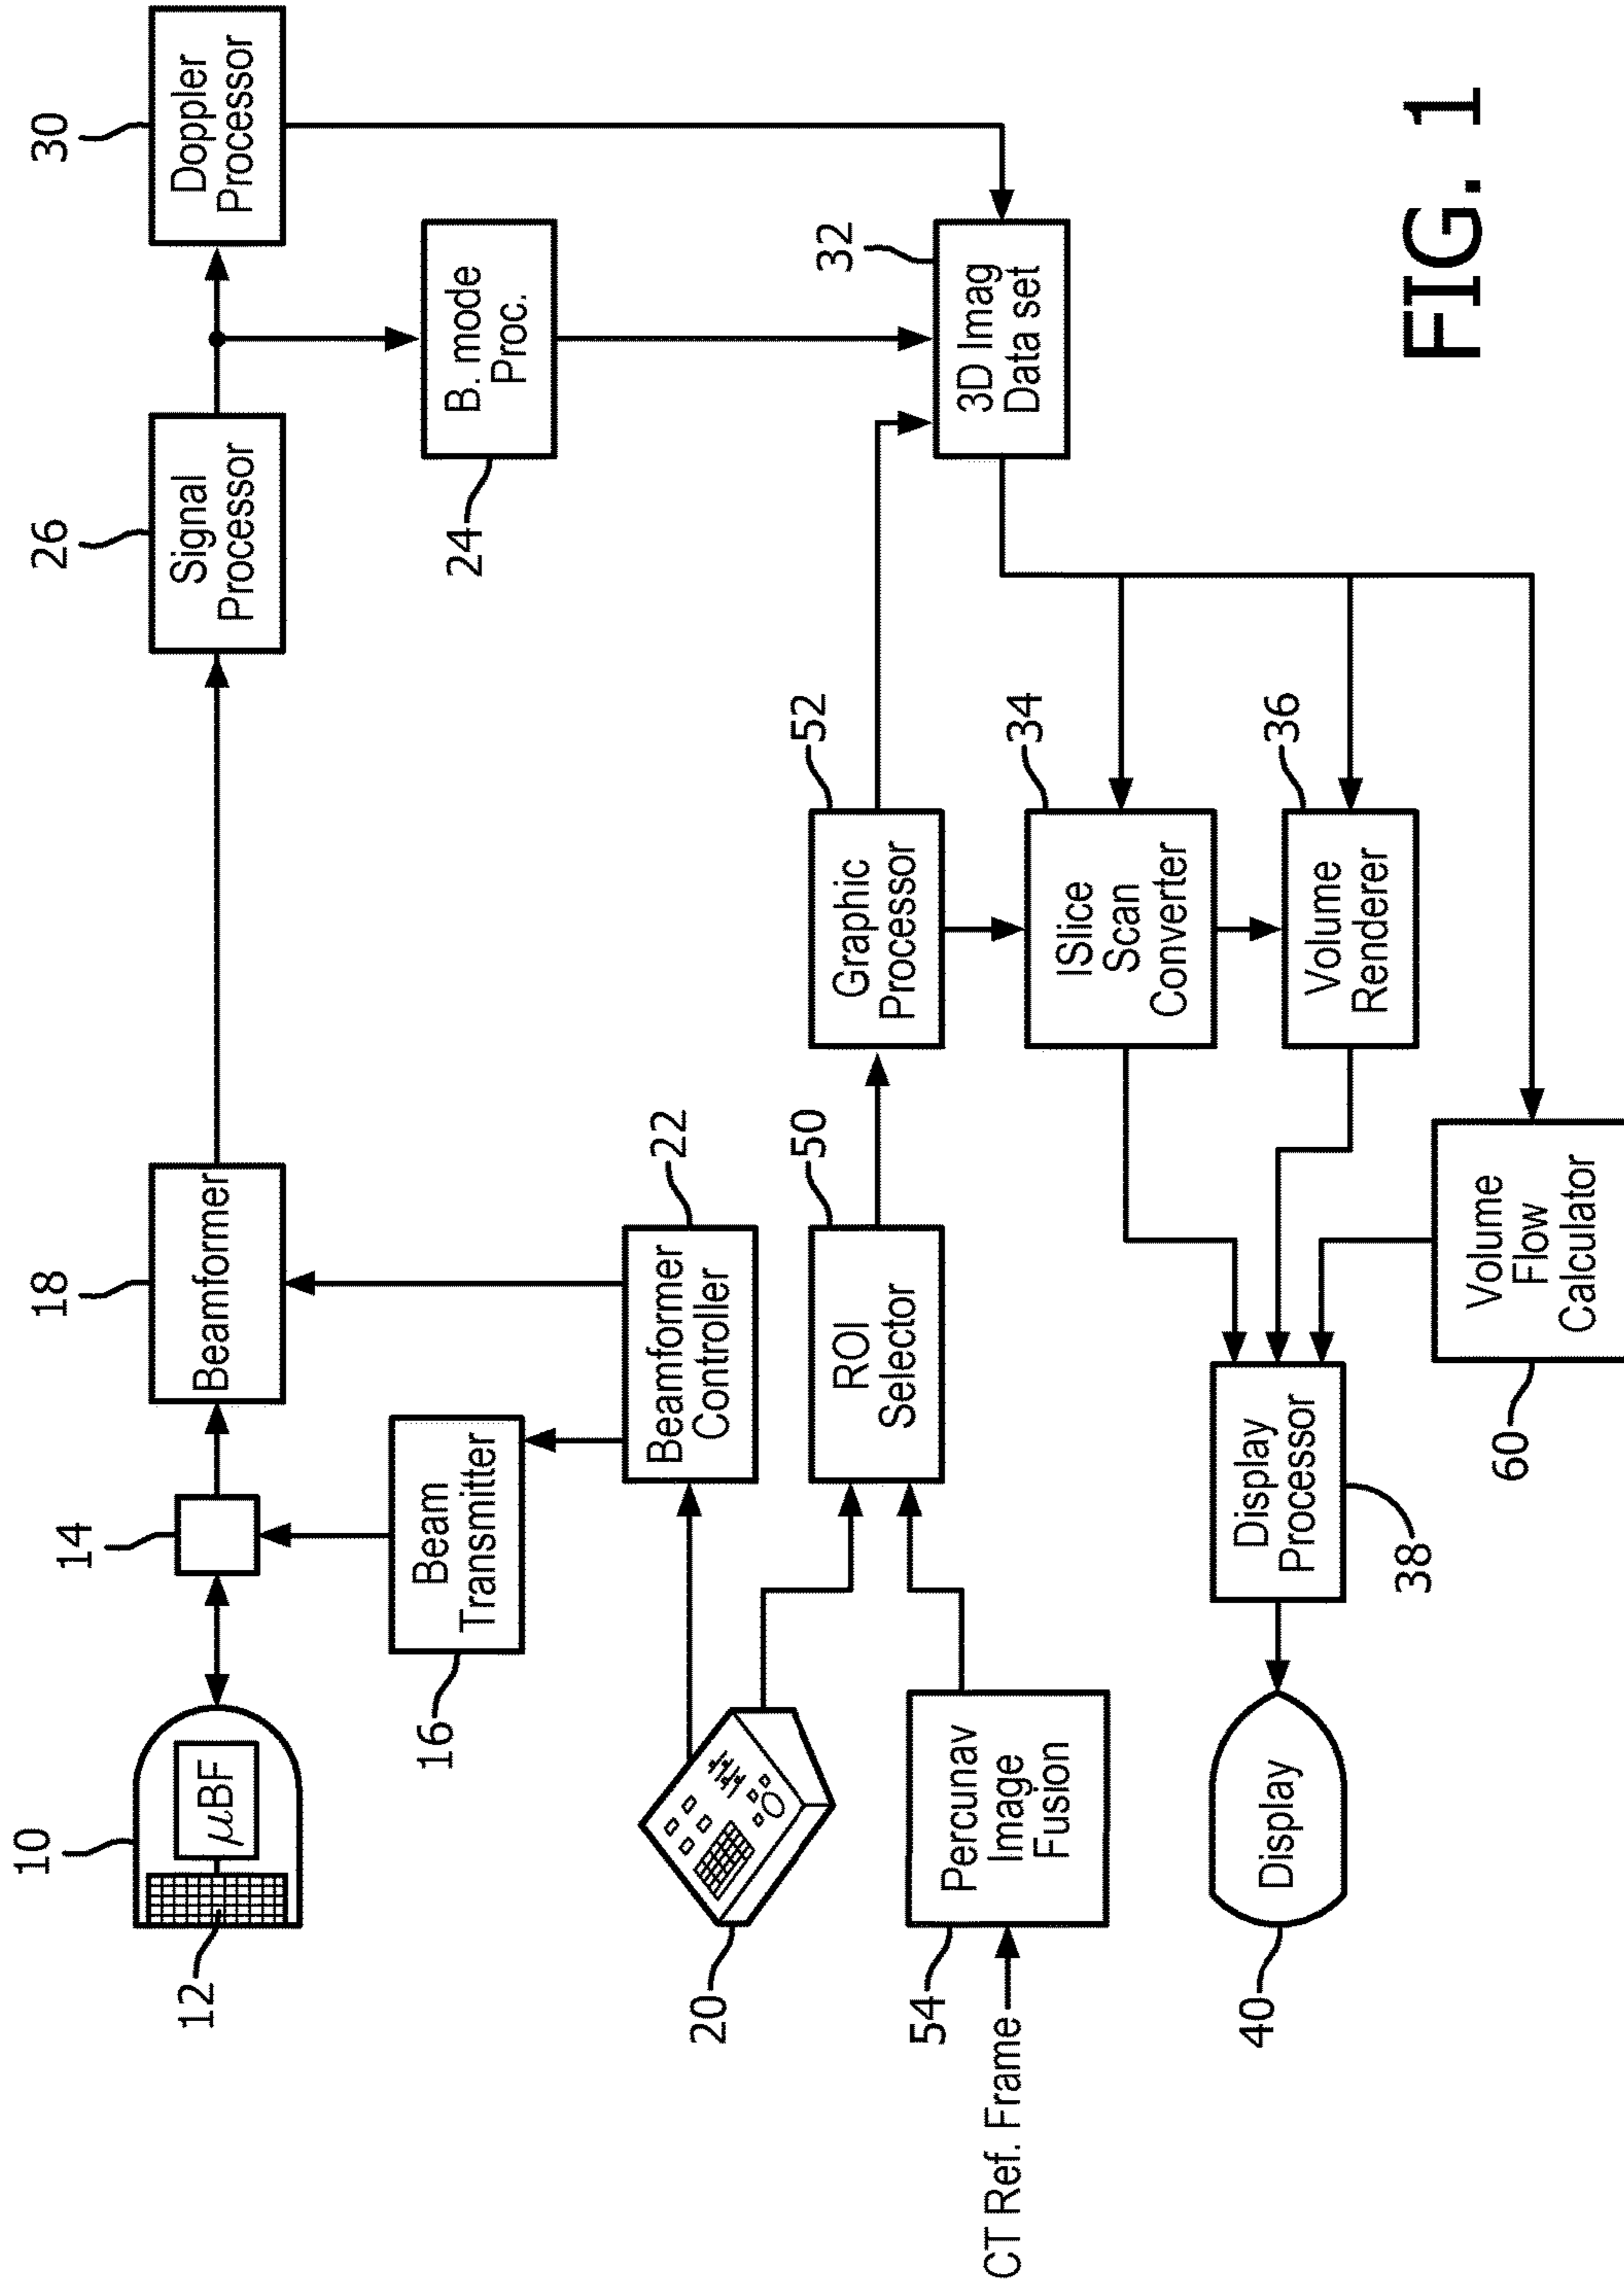 10
μBF
12
14
18
Beamformer
26
Signal
Processor
30
Doppler
Processor
16
Beam
Transmitter
24
B. mode
Proc.
22
Beamformer
Controller
20
50
ROI
Selector
52
Graphic
Processor
32
3D Imag
Data set
54
Percunav
Image
Fusion
CT Ref. Frame
34
ISlice
Scan
Converter
36
Volume
Renderer
40
Display
38
Display
Processor
60
Volume
Flow
Calculator
FIG. 1